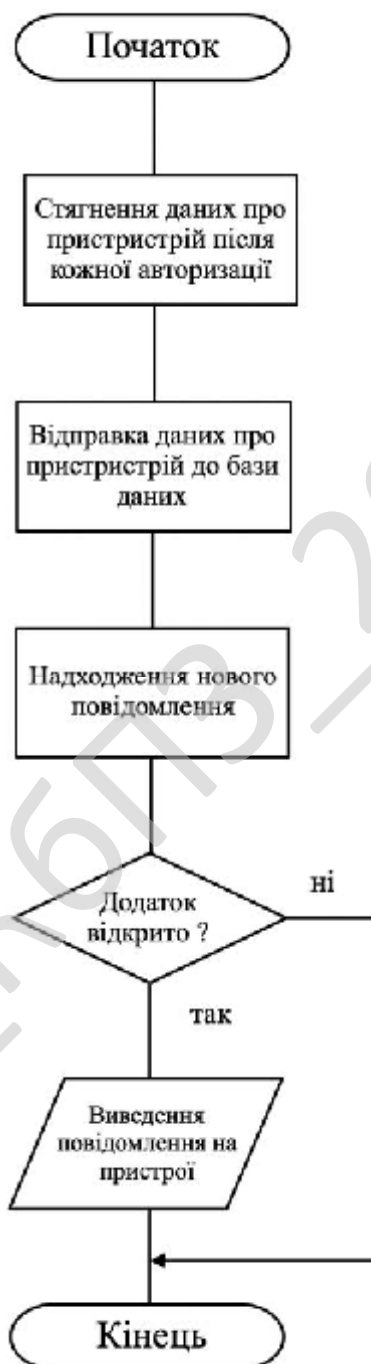 Початок
Стягнення даних про
пристристрій після
кожної авторизації
Відправка даних про
пристристрій до бази
даних
Надходження нового
повідомлення
Додаток
відкрито ?
ні
так
Виведення
повідомлення на
пристрої
Кінець